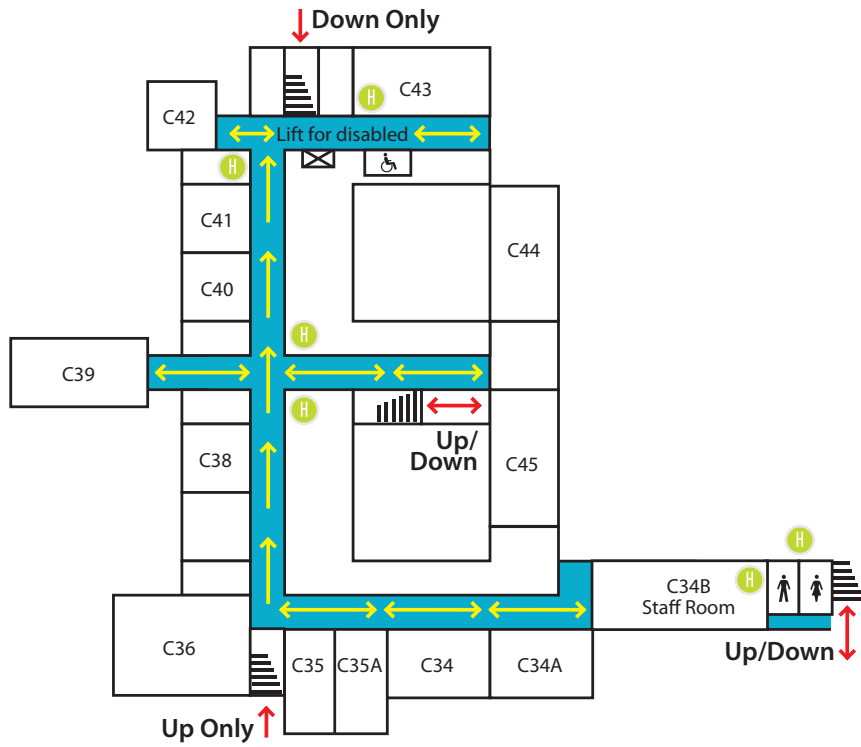 Down Only
C43
H
C42
Lift for disabled
H
C41
C44
C40
H
C39
H
Up/
Down
C38
C45
H
H
C34B
Staff Room
C36
C35
C35A
C34
C34A
Up/Down
Up Only